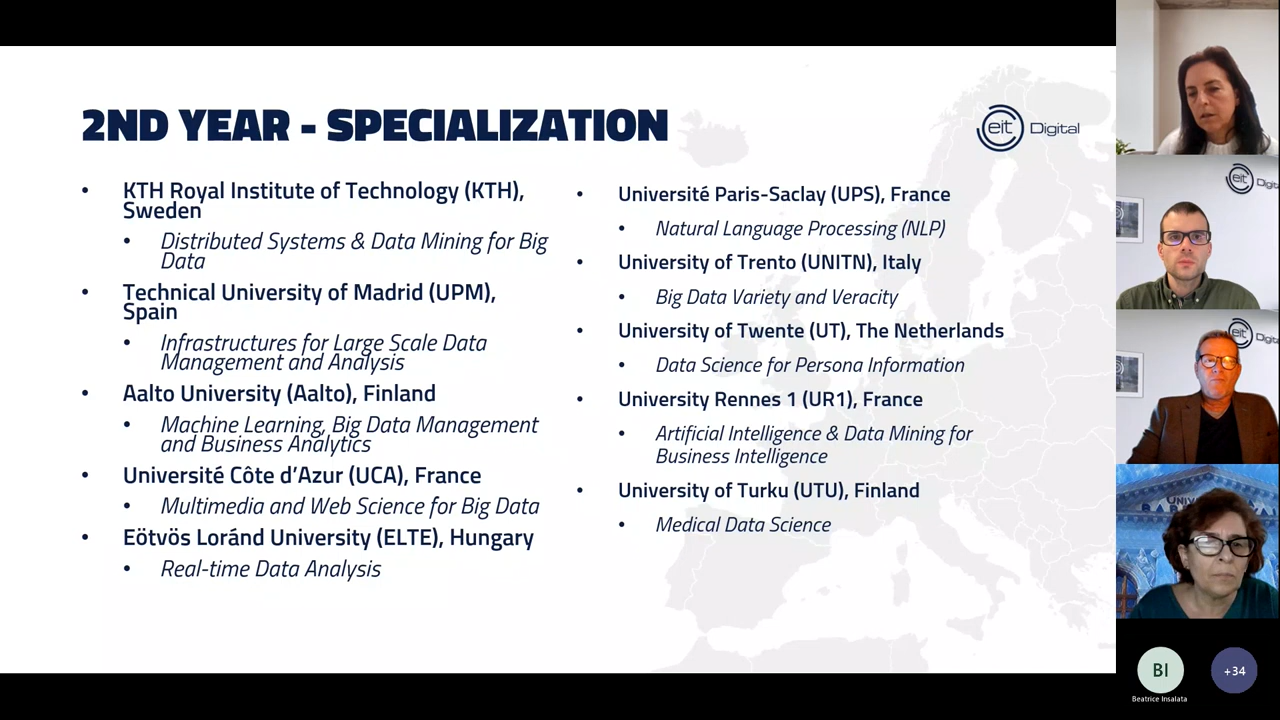 2ND YEAR - SPECIALIZATION
eit Digital
• KTH Royal Institute of Technology (KTH),
Sweden
• Distributed Systems & Data Mining for Big
Data
• Technical University of Madrid (UPM),
Spain
• Infrastructures for Large Scale Data
Management and Analysis
• Aalto University (Aalto), Finland
• Machine Learning, Big Data Management
and Business Analytics
• Université Côte d’Azur (UCA), France
• Multimedia and Web Science for Big Data
• Eötvös Loránd University (ELTE), Hungary
• Real-time Data Analysis
• Université Paris-Saclay (UPS), France
• Natural Language Processing (NLP)
• University of Trento (UNITN), Italy
• Big Data Variety and Veracity
• University of Twente (UT), The Netherlands
• Data Science for Persona Information
• University Rennes 1 (UR1), France
• Artificial Intelligence & Data Mining for
Business Intelligence
• University of Turku (UTU), Finland
• Medical Data Science
eit
eit
BI
+34
Beatrice Insalata